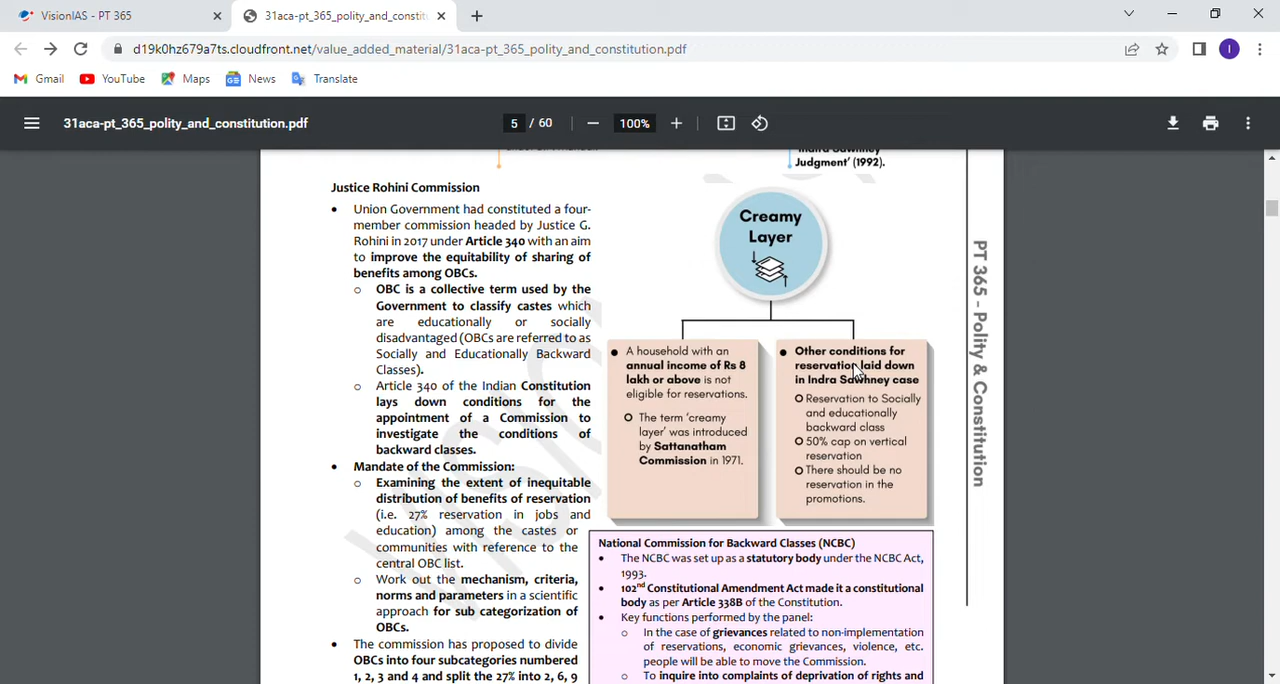 VisionIAS - PT 365
31aca-pt_365_polity_and_constitu
d19k0hz679a7ts.cloudfront.net/value_added_material/31aca-pt_365_polity_and_constitution.pdf
I
Gmail
YouTube
Maps
News
Translate
31aca-pt_365_polity_and_constitution.pdf
5 / 60
100%
Judgment' (1992).
Justice Rohini Commission
• Union Government had constituted a four-
member commission headed by Justice G.
Rohini in 2017 under Article 340 with an aim
to improve the equitability of sharing of
benefits among OBCs.
o OBC is a collective term used by the
Government to classify castes which
are educationally or socially
disadvantaged (OBCs are referred to as
Socially and Educationally Backward
Classes).
o Article 340 of the Indian Constitution
lays down conditions for the
appointment of a Commission to
investigate the conditions of
backward classes.
• Mandate of the Commission:
o Examining the extent of inequitable
distribution of benefits of reservation
(i.e. 27% reservation in jobs and
education) among the castes or
communities with reference to the
central OBC list.
o Work out the mechanism, criteria,
norms and parameters in a scientific
approach for sub categorization of
OBCs.
• The commission has proposed to divide
OBCs into four subcategories numbered
1, 2, 3 and 4 and split the 27% into 2, 6, 9
Creamy
Layer
• A household with an
annual income of Rs 8
lakh or above is not
eligible for reservations.
o The term 'creamy
layer' was introduced
by Sattanatham
Commission in 1971.
• Other conditions for
reservation laid down
in Indra Sawhney case
o Reservation to Socially
and educationally
backward class
o 50% cap on vertical
reservation
o There should be no
reservation in the
promotions.
National Commission for Backward Classes (NCBC)
• The NCBC was set up as a statutory body under the NCBC Act,
1993.
• 102nd Constitutional Amendment Act made it a constitutional
body as per Article 338B of the Constitution.
• Key functions performed by the panel:
o In the case of grievances related to non-implementation
of reservations, economic grievances, violence, etc.
people will be able to move the Commission.
o To inquire into complaints of deprivation of rights and
PT 365 - Polity & Constitution